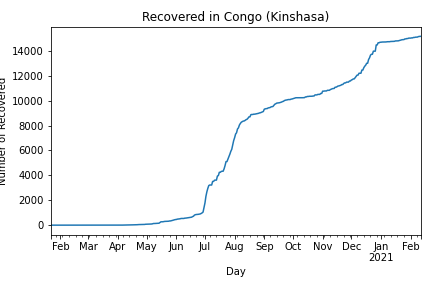 Recovered in Congo (Kinshasa)
Number of Recovered
14000
12000
10000
8000
6000
4000
2000
0
Feb Mar Apr May Jun Jul Aug Sep Oct Nov Dec Jan Feb
2021
Day